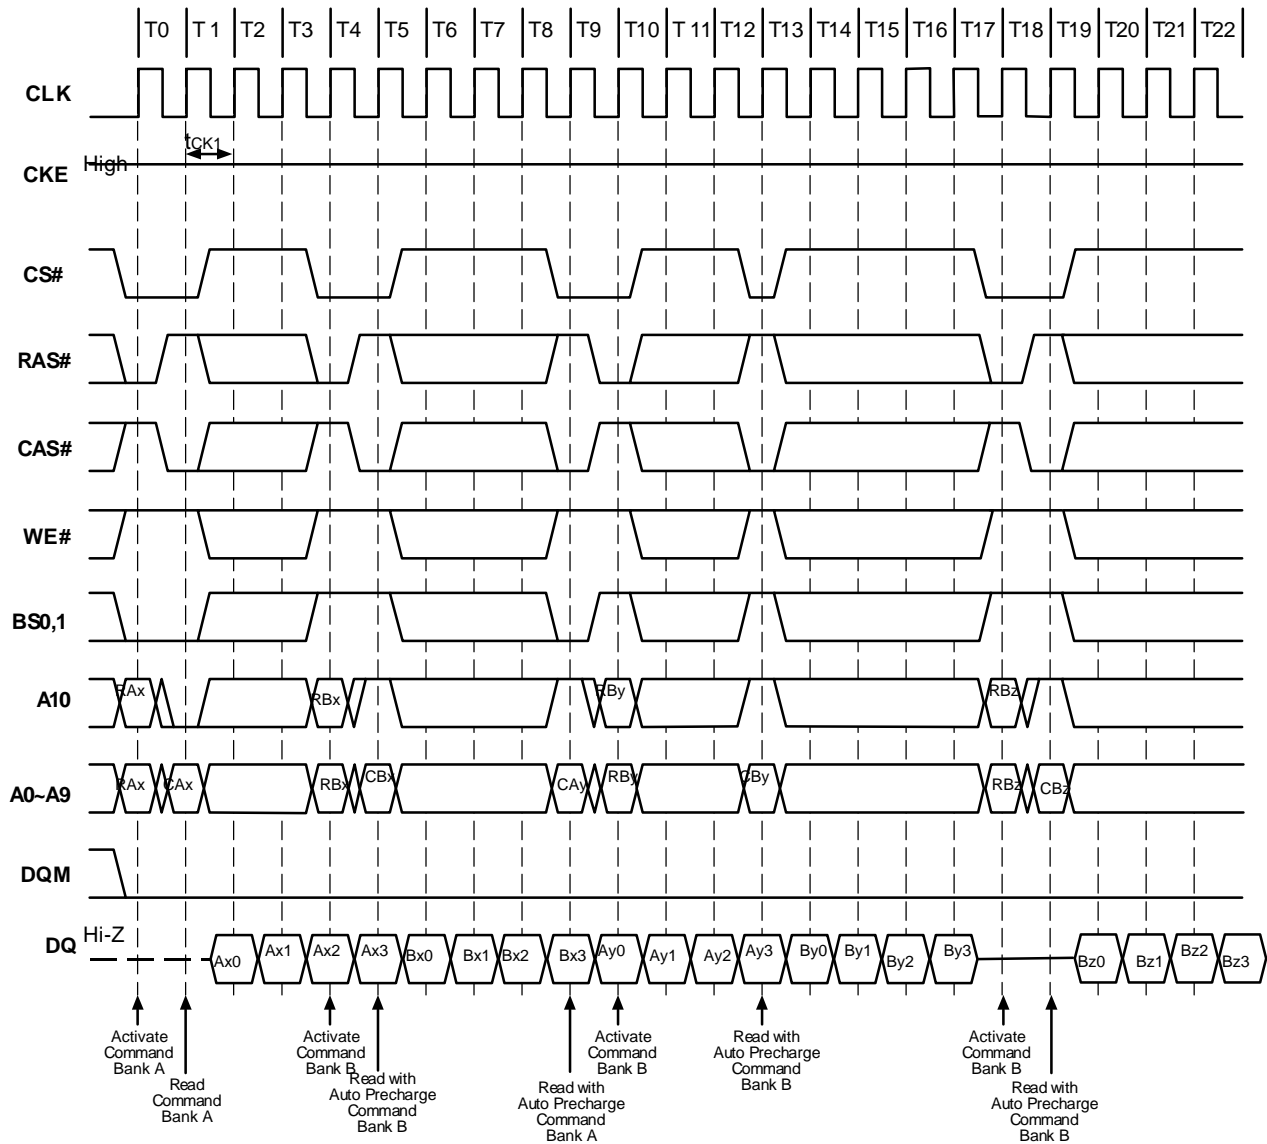 T0 T 1 T2 T3 T4 T5 T6 T7 T8 T9 T10 T 11 T12 T13 T14 T15 T16 T17 T18 T19 T20 T21 T22
CLK
tCK1
High
CKE
CS#
RAS#
CAS#
WE#
BS0,1
A10
RAx RBx RBy RBz
A0~A9
RAx CAx RBx CBx CAy RBy CBy RBz CBz
DQM
DQ
Hi-Z
Ax0 Ax1 Ax2 Ax3 Bx0 Bx1 Bx2 Bx3 Ay0 Ay1 Ay2 Ay3 By0 By1 By2 By3 Bz0 Bz1 Bz2 Bz3
Activate
Command
Bank A
Read
Command
Bank A
Activate
Command
Bank B
Read with
Auto Precharge
Command
Bank B
Read with
Auto Precharge
Command
Bank A
Activate
Command
Bank B
Read with
Auto Precharge
Command
Bank B
Activate
Command
Bank B
Read with
Auto Precharge
Command
Bank B